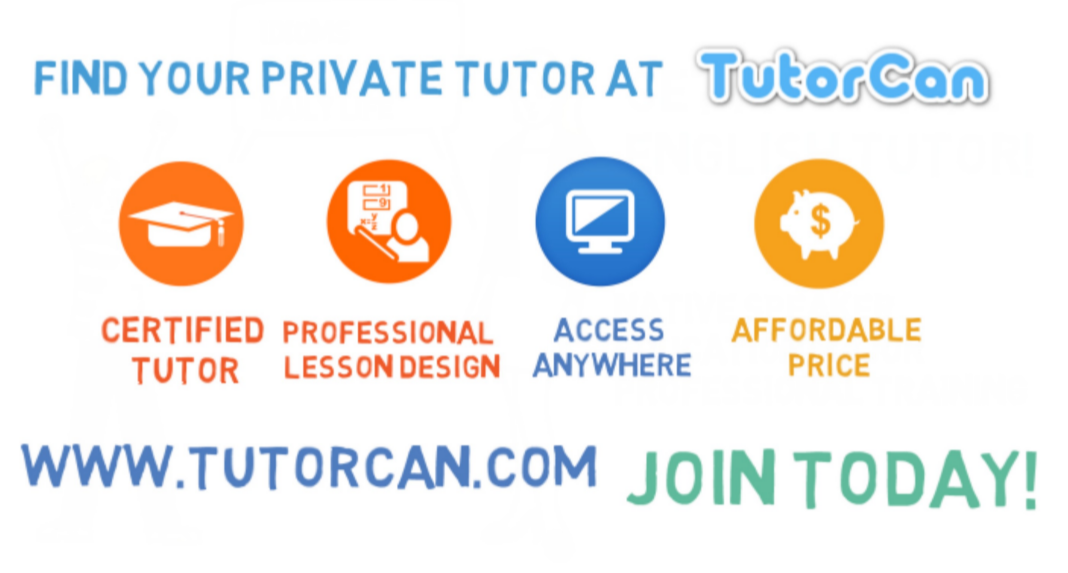 FIND YOUR PRIVATE TUTOR AT TutorCan
CERTIFIED
TUTOR
PROFESSIONAL
LESSON DESIGN
ACCESS
ANYWHERE
AFFORDABLE
PRICE
WWW.TUTORCAN.COM JOIN TODAY!